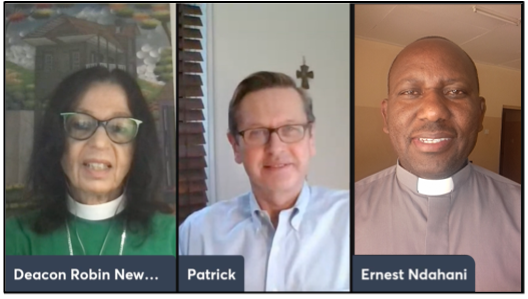 Deacon Robin New...
Patrick
Ernest Ndahani